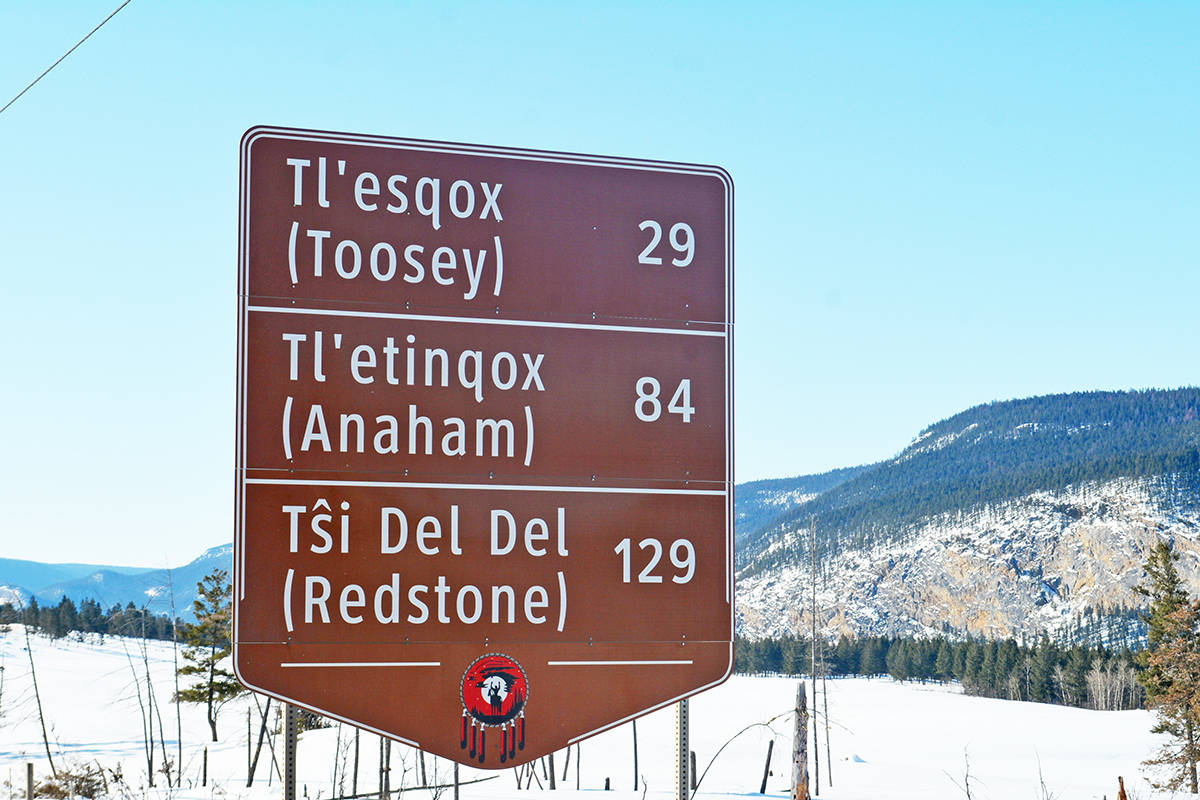 Tl'esqox
(Toosey) 29
Tl'etinqox
(Anaham) 84
Tŝi Del Del
(Redstone) 129